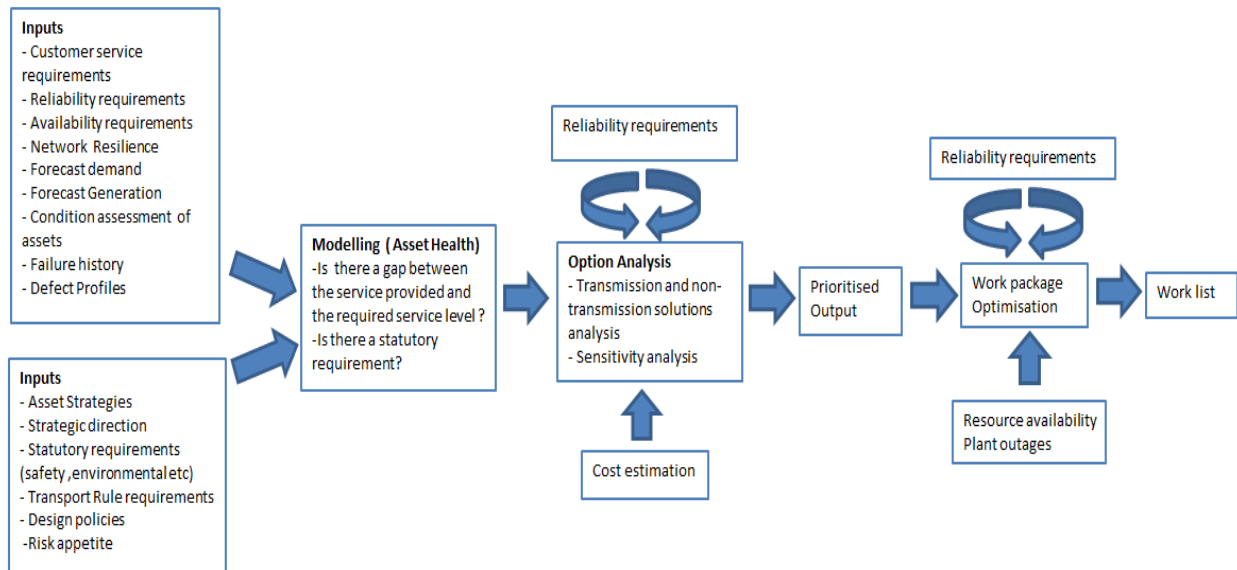 Inputs
- Customer service
requirements
- Reliability requirements
- Availability requirements
- Network Resilience
- Forecast demand
- Forecast Generation
- Condition assessment of
assets
- Failure history
- Defect Profiles
Inputs
- Asset Strategies
- Strategic direction
- Statutory requirements
(safety ,environmental etc)
- Transport Rule requirements
- Design policies
-Risk appetite
Modelling ( Asset Health)
-Is there a gap between
the service provided and
the required service level ?
-Is there a statutory
requirement?
Reliability requirements
Option Analysis
- Transmission and non-
transmission solutions
analysis
- Sensitivity analysis
Cost estimation
Prioritised
Output
Reliability requirements
Work package
Optimisation
Resource availability
Plant outages
Work list